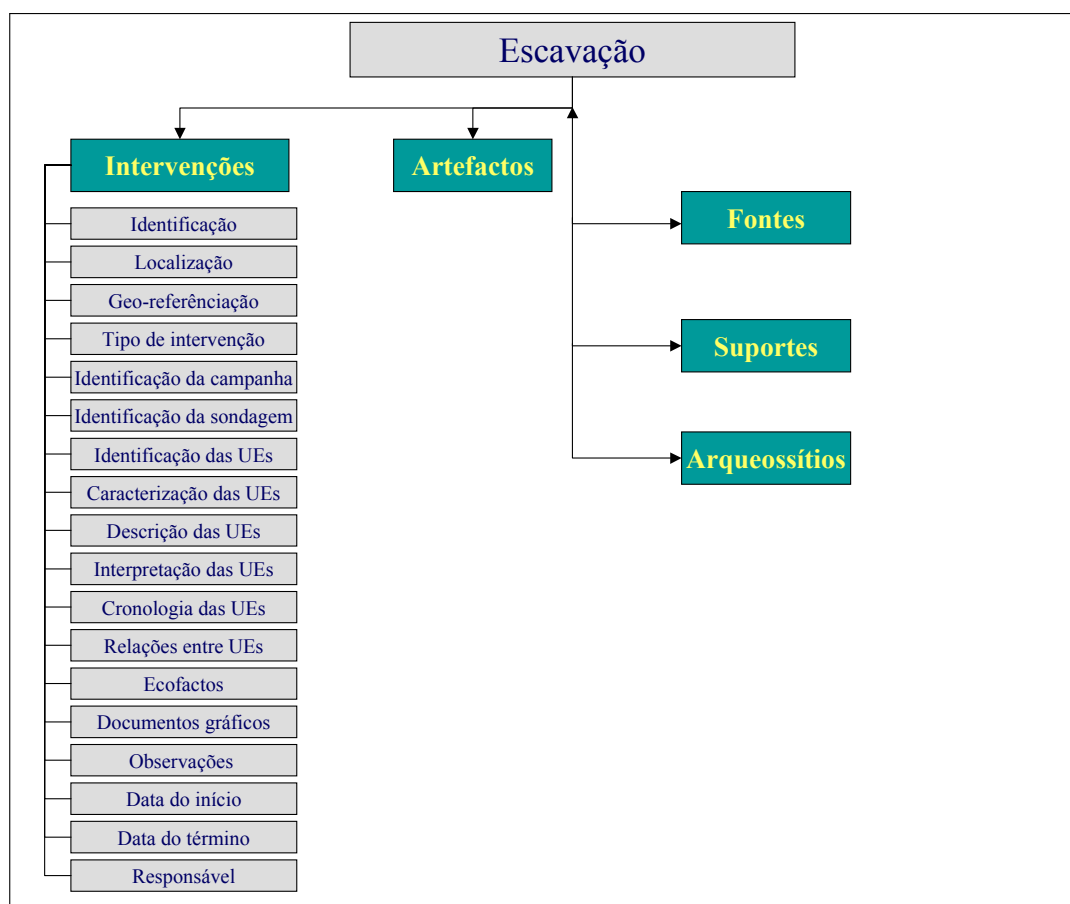 Escavação
Intervenções
Artefactos
Fontes
Suportes
Arqueossítios
Identificação
Localização
Geo-referênciação
Tipo de intervenção
Identificação da campanha
Identificação da sondagem
Identificação das UEs
Caracterização das UEs
Descrição das UEs
Interpretação das UEs
Cronologia das UEs
Relações entre UEs
Ecofactos
Documentos gráficos
Observações
Data do início
Data do término
Responsável